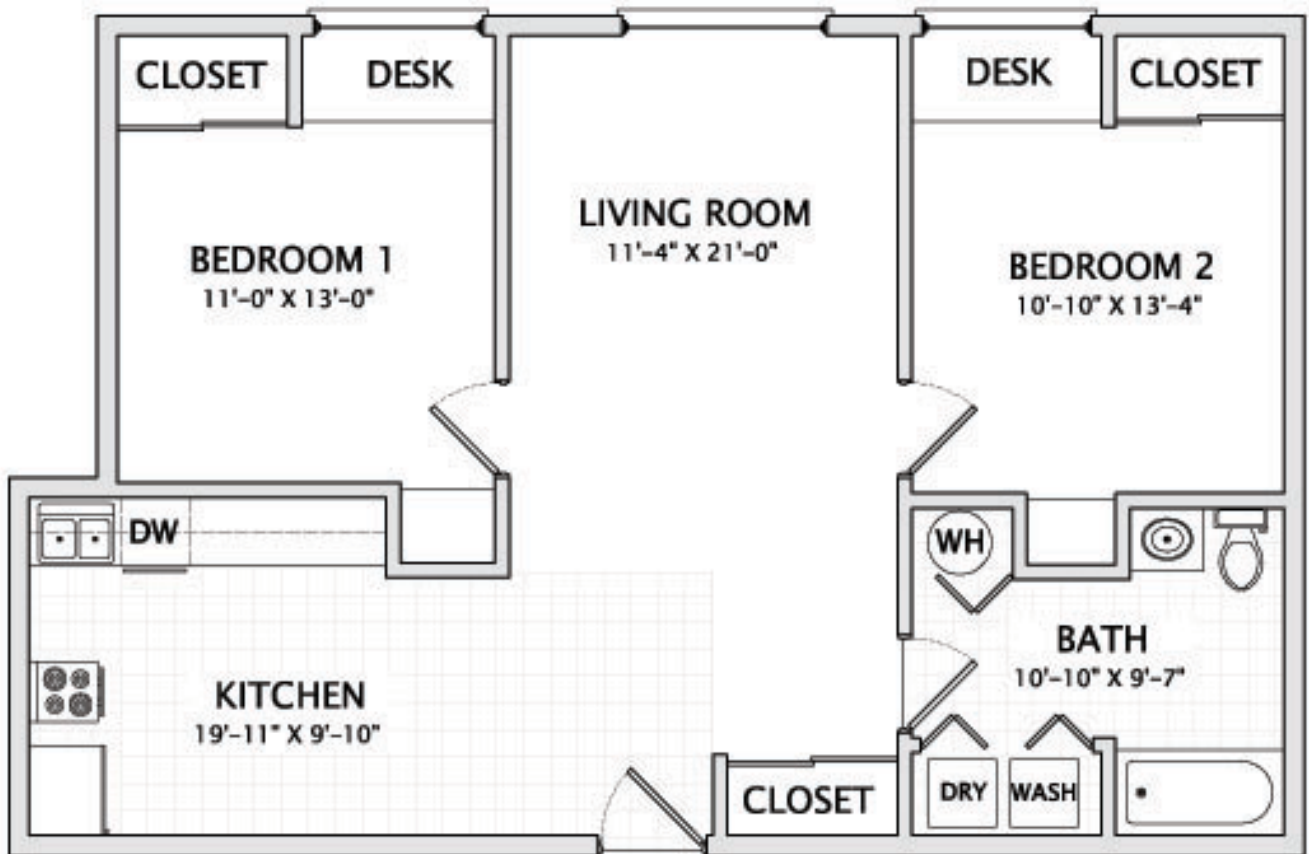 CLOSET
DESK
DESK
CLOSET
LIVING ROOM
11'-4" X 21'-0"
BEDROOM 1
11'-0" X 13'-0"
BEDROOM 2
10'-10" X 13'-4"
DW
WH
BATH
10'-10" X 9'-7"
KITCHEN
19'-11" X 9'-10"
CLOSET
DRY
WASH